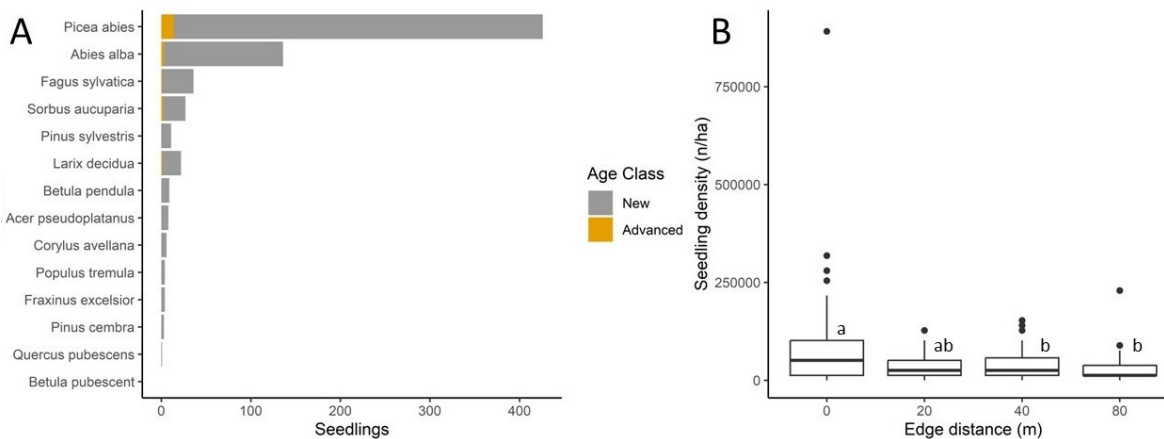 A
Picea abies
Abies alba
Fagus sylvatica
Sorbus aucuparia
Pinus sylvestris
Larix decidua
Betula pendula
Acer pseudoplatanus
Corylus avellana
Populus tremula
Fraxinus excelsior
Pinus cembra
Quercus pubescens
Betula pubescent
0 100 200 300 400
Seedlings
Age Class
New
Advanced
B
Seedling density (n/ha)
750000
500000
250000
0
a ab b b
0 20 40 80
Edge distance (m)